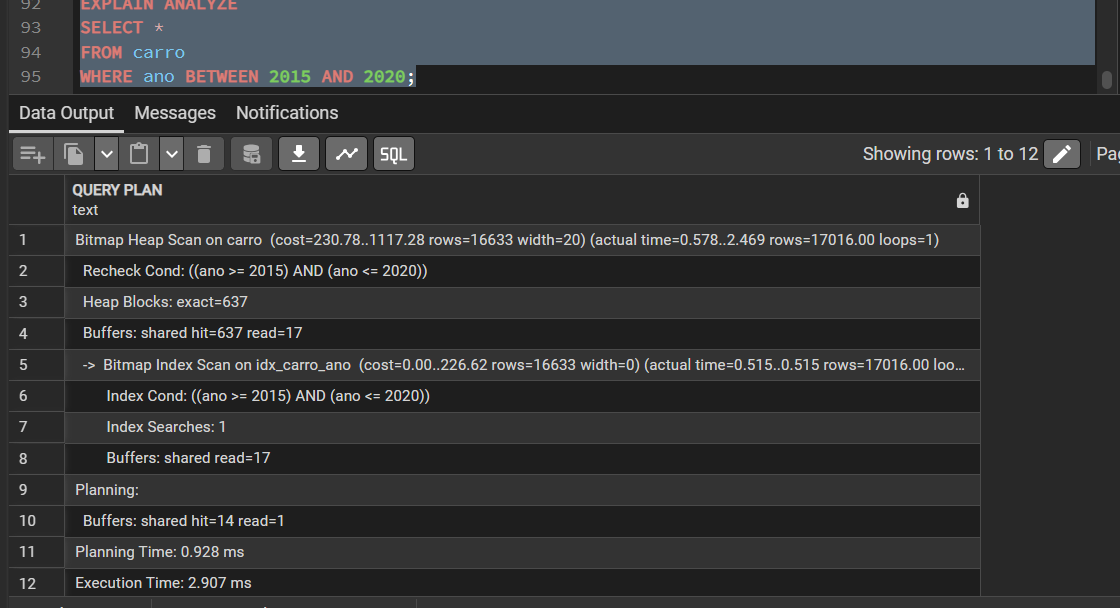 92 EXPLAIN ANALYZE
93 SELECT *
94 FROM carro
95 WHERE ano BETWEEN 2015 AND 2020;
Data Output Messages Notifications
SQL Showing rows: 1 to 12
QUERY PLAN
text
1 Bitmap Heap Scan on carro (cost=230.78..1117.28 rows=16633 width=20) (actual time=0.578..2.469 rows=17016.00 loops=1)
2 Recheck Cond: ((ano >= 2015) AND (ano <= 2020))
3 Heap Blocks: exact=637
4 Buffers: shared hit=637 read=17
5 -> Bitmap Index Scan on idx_carro_ano (cost=0.00..226.62 rows=16633 width=0) (actual time=0.515..0.515 rows=17016.00 loo...
6 Index Cond: ((ano >= 2015) AND (ano <= 2020))
7 Index Searches: 1
8 Buffers: shared read=17
9 Planning:
10 Buffers: shared hit=14 read=1
11 Planning Time: 0.928 ms
12 Execution Time: 2.907 ms